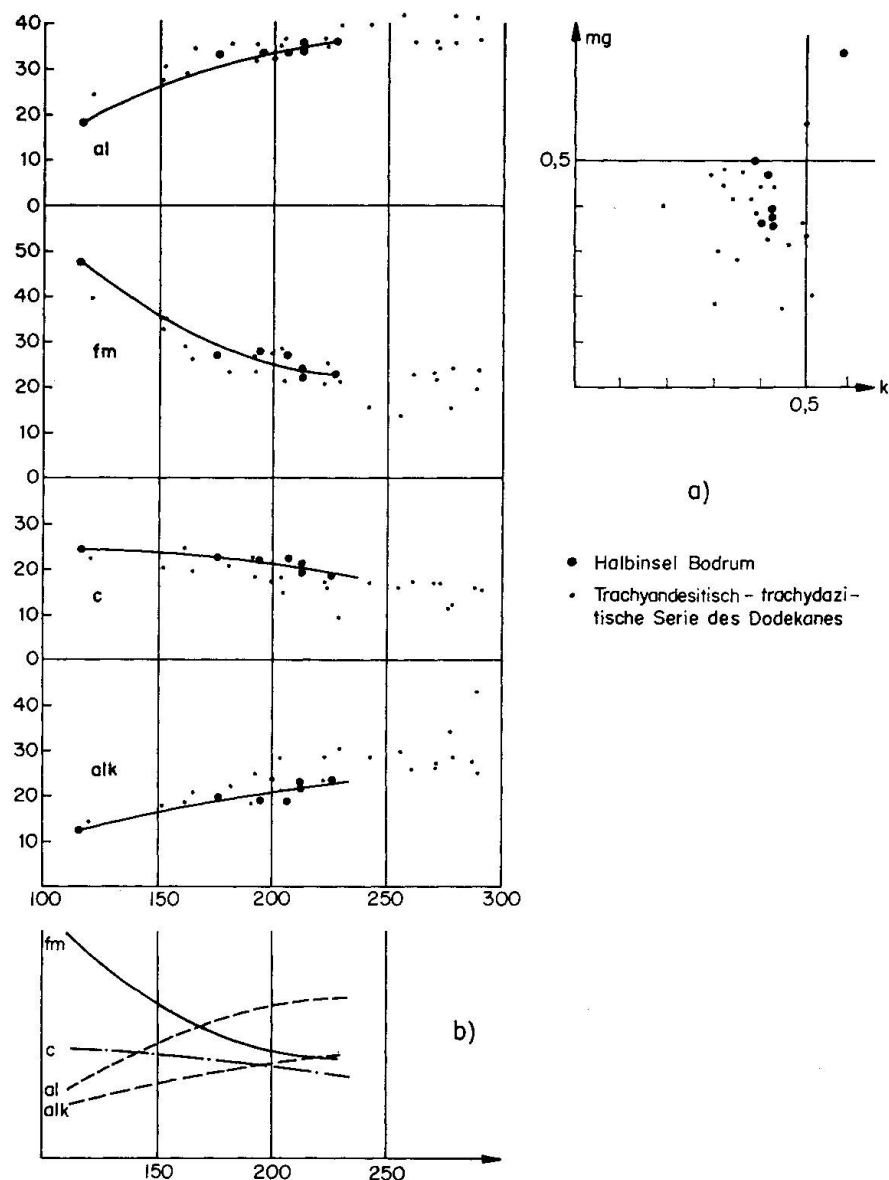 40
30
20
10
0
al
50
40
30
20
10
0
fm
30
20
10
0
c
40
30
20
10
alk
100 150 200 250 300
mg
0,5
k
0,5
a)
Halbinsel Bodrum
Trachyandesitisch - trachydazi-
tische Serie des Dodekanes
fm
c
al
alk
b)
150 200 250